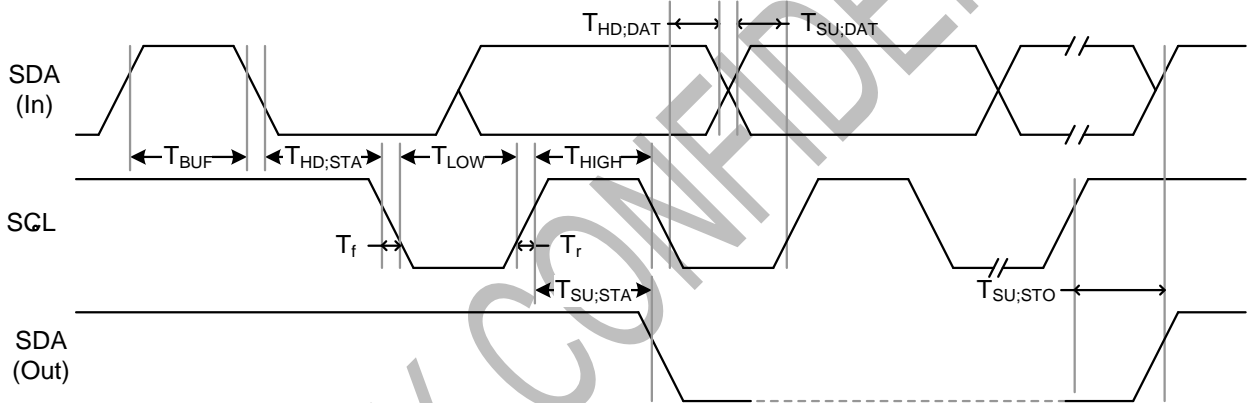 T_HD;DAT T_SU;DAT
SDA
(In)
T_BUF T_HD;STA T_LOW T_HIGH
SCL
T_f T_r
T_SU;STA T_SU;STO
SDA
(Out)
CONFIDE